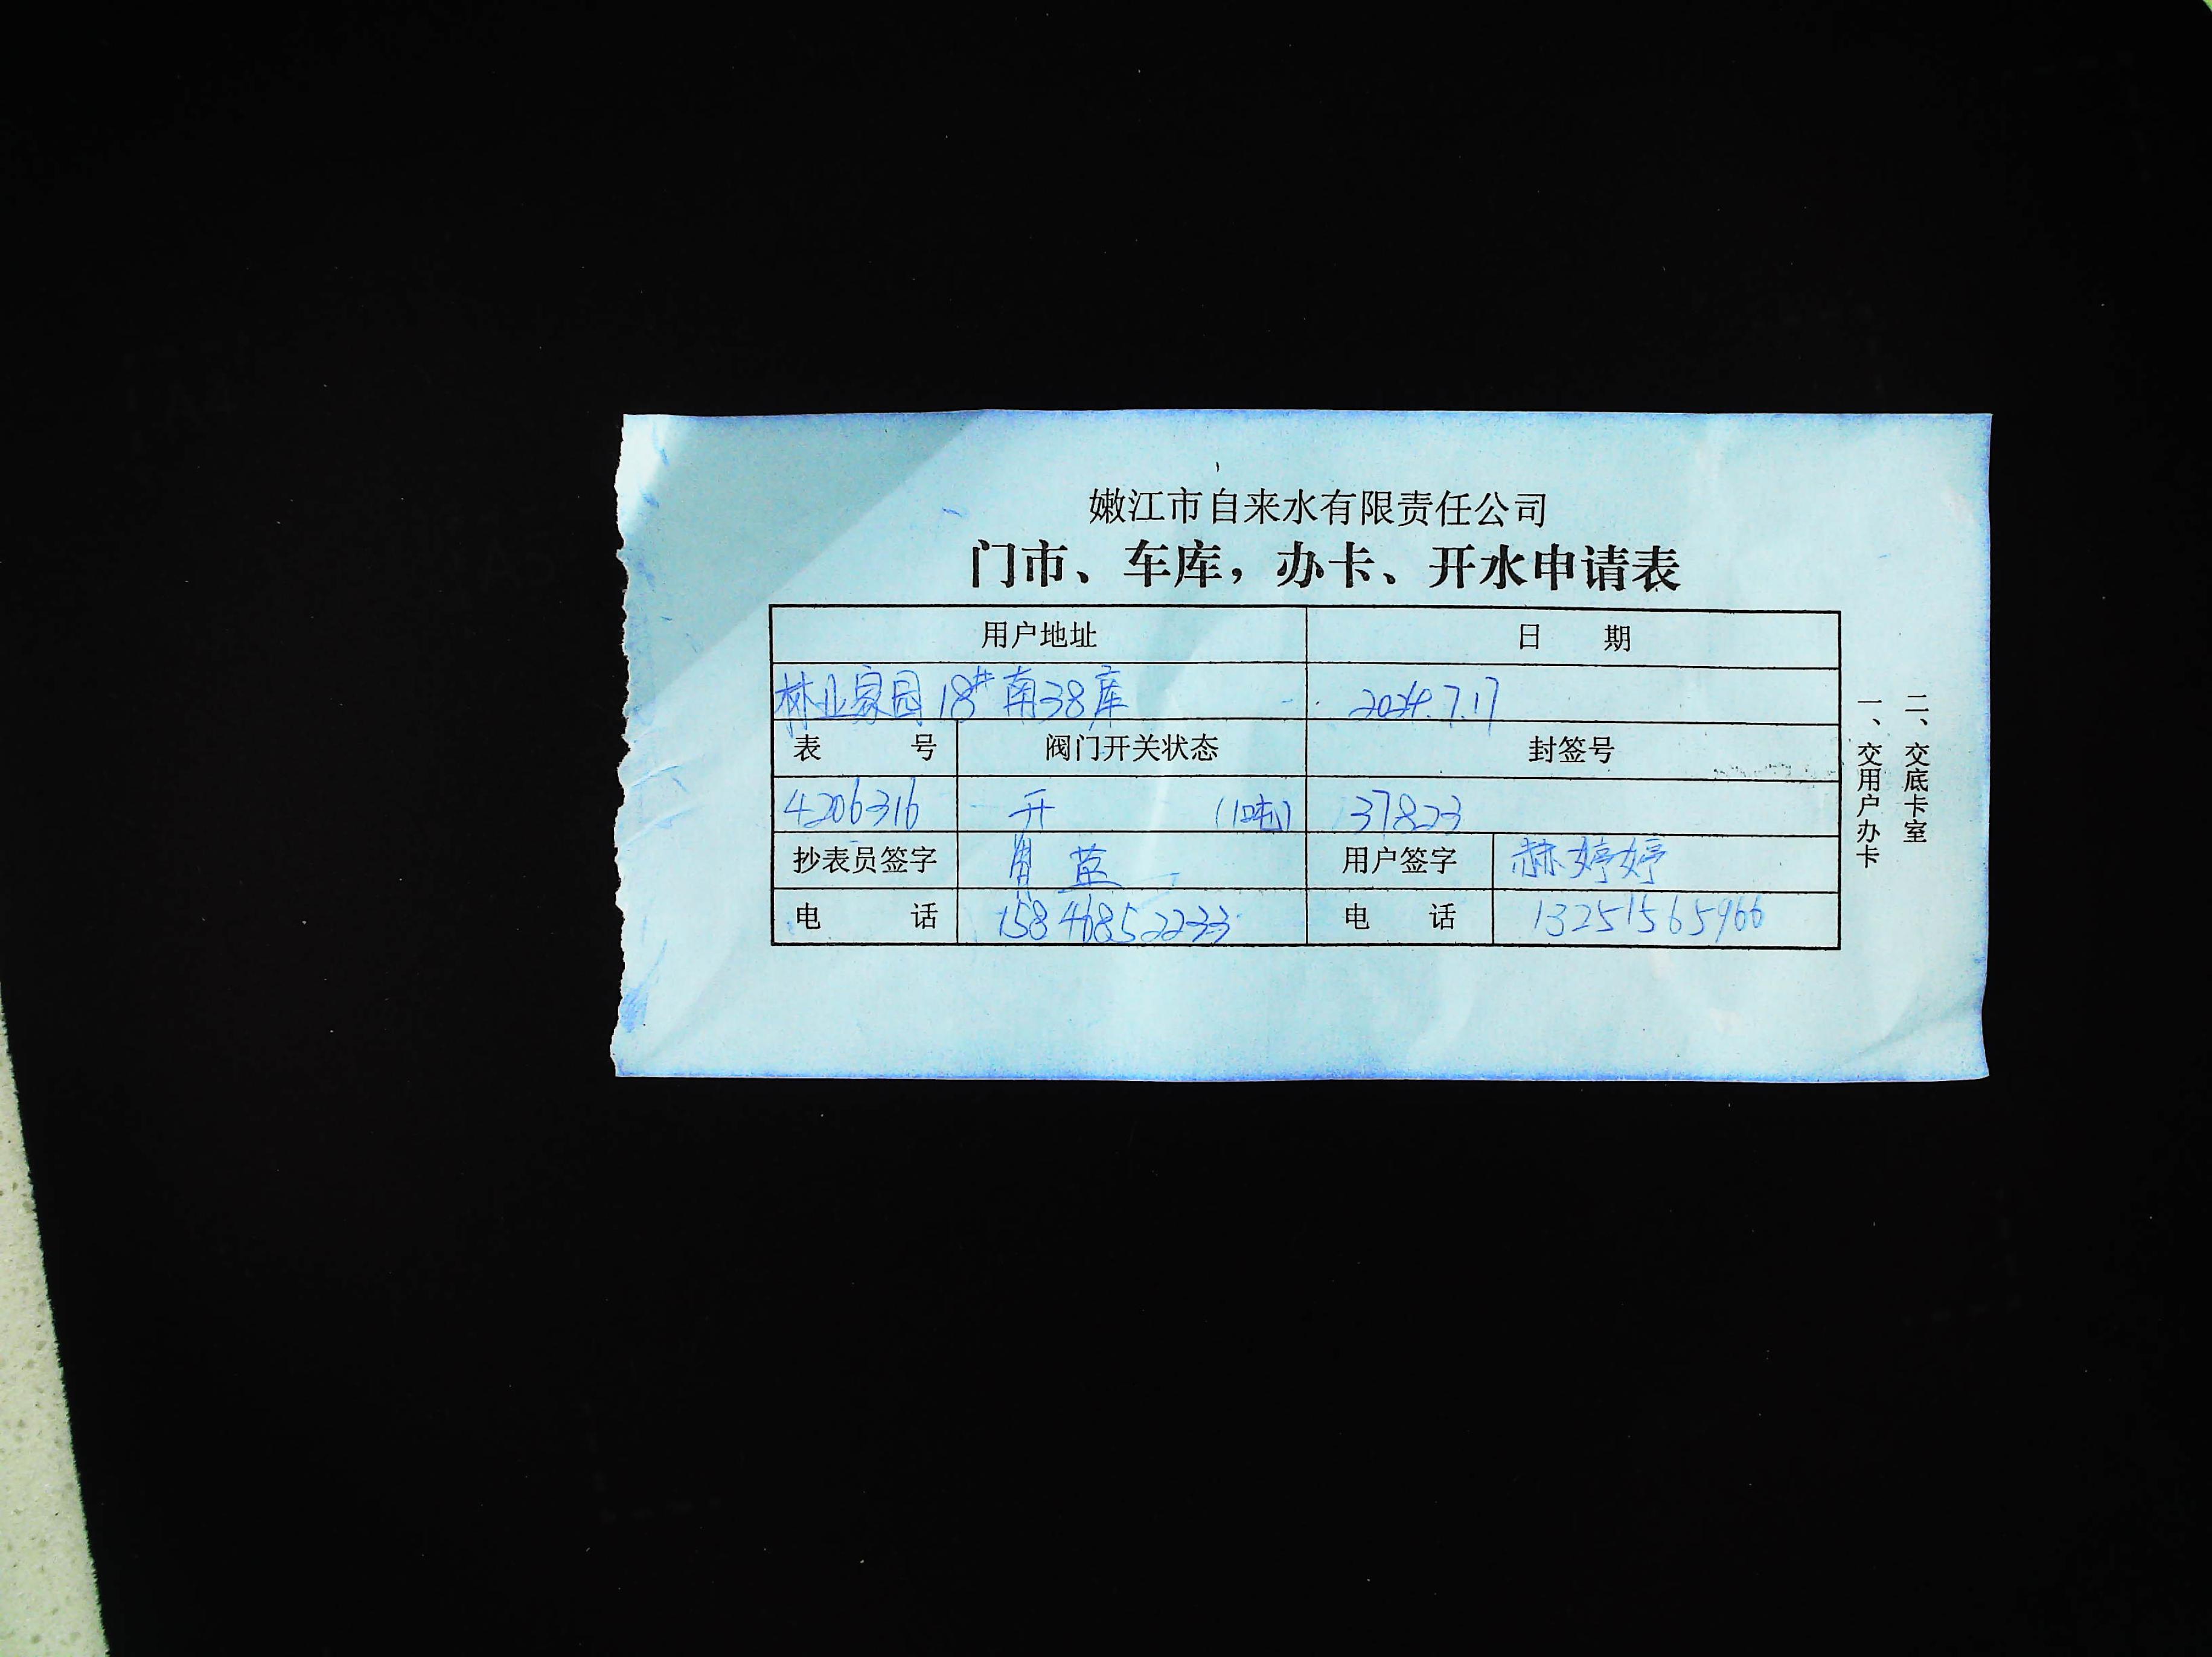 嫩江市自来水有限责任公司
门市、车库，办卡、开水申请表
用户地址 日 期
林业家园18#南38库 2024.7.17
表 号 阀门开关状态 封签号
4206316 开 (12吨) 37823
抄表员签字 用户签字 赫婷婷
电 话 15846852233 电 话 13251565966
一、交用户办卡
二、交底卡室